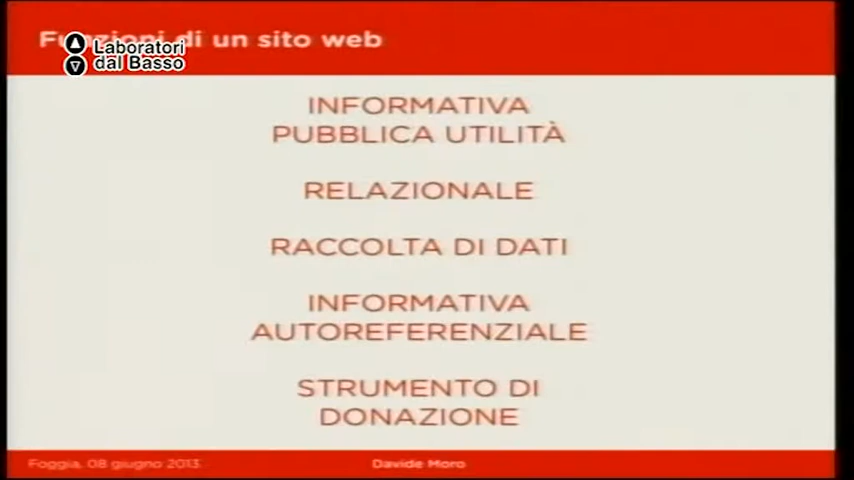 Funzioni di un sito web
Laboratori
dal Basso
INFORMATIVA
PUBBLICA UTILITÀ
RELAZIONALE
RACCOLTA DI DATI
INFORMATIVA
AUTOREFERENZIALE
STRUMENTO DI
DONAZIONE
Foggia, 08 giugno 2013
Davide Moro